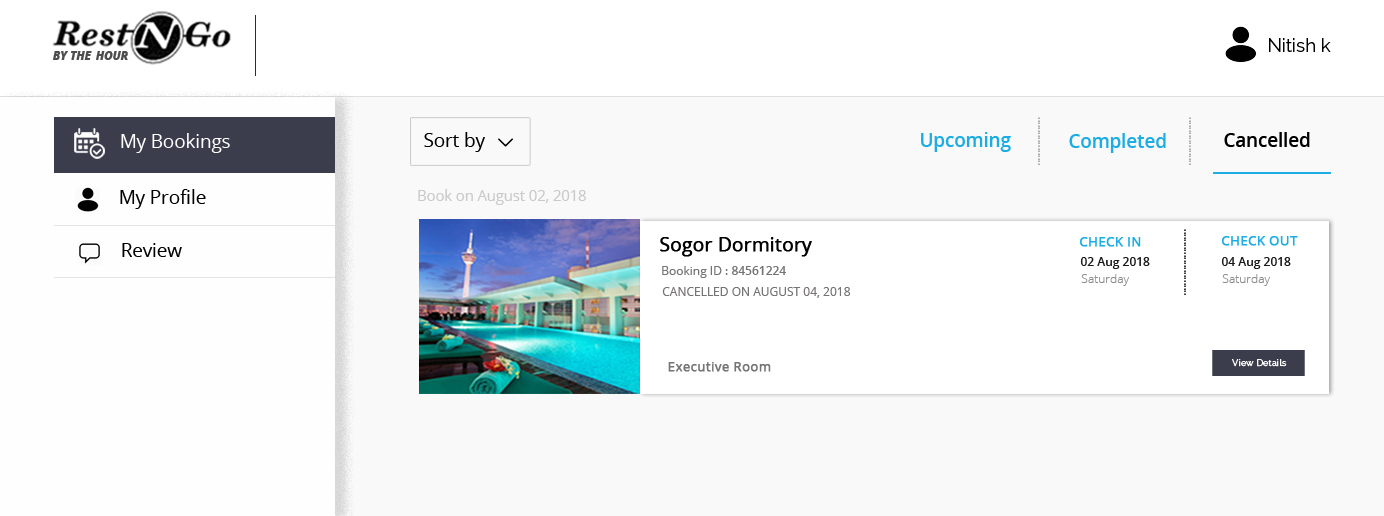 Rest N Go
BY THE HOUR
Nitish k
My Bookings
My Profile
Review
Sort by
Upcoming
Completed
Cancelled
Book on August 02, 2018
Sogor Dormitory
Booking ID : 84561224
CANCELLED ON AUGUST 04, 2018
Executive Room
CHECK IN
02 Aug 2018
Saturday
CHECK OUT
04 Aug 2018
Saturday
View Details